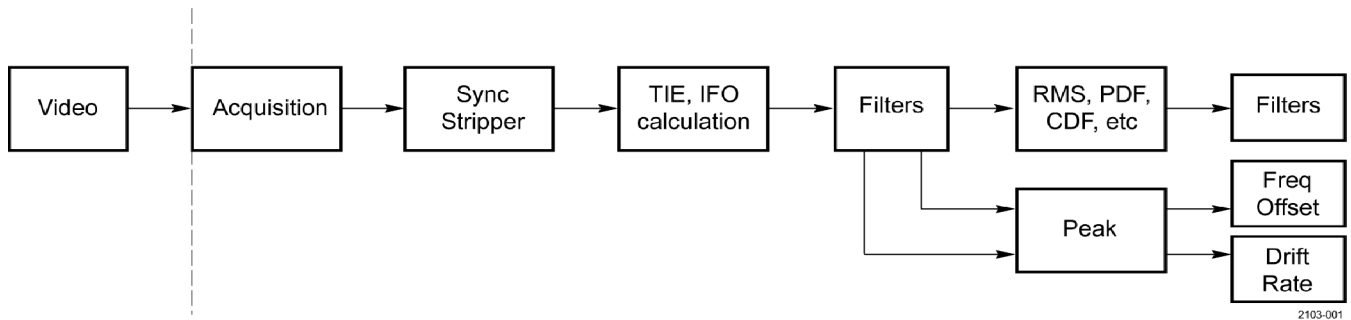 Video
Acquisition
Sync
Stripper
TIE, IFO
calculation
Filters
RMS, PDF,
CDF, etc
Filters
Peak
Freq
Offset
Drift
Rate
2103-001